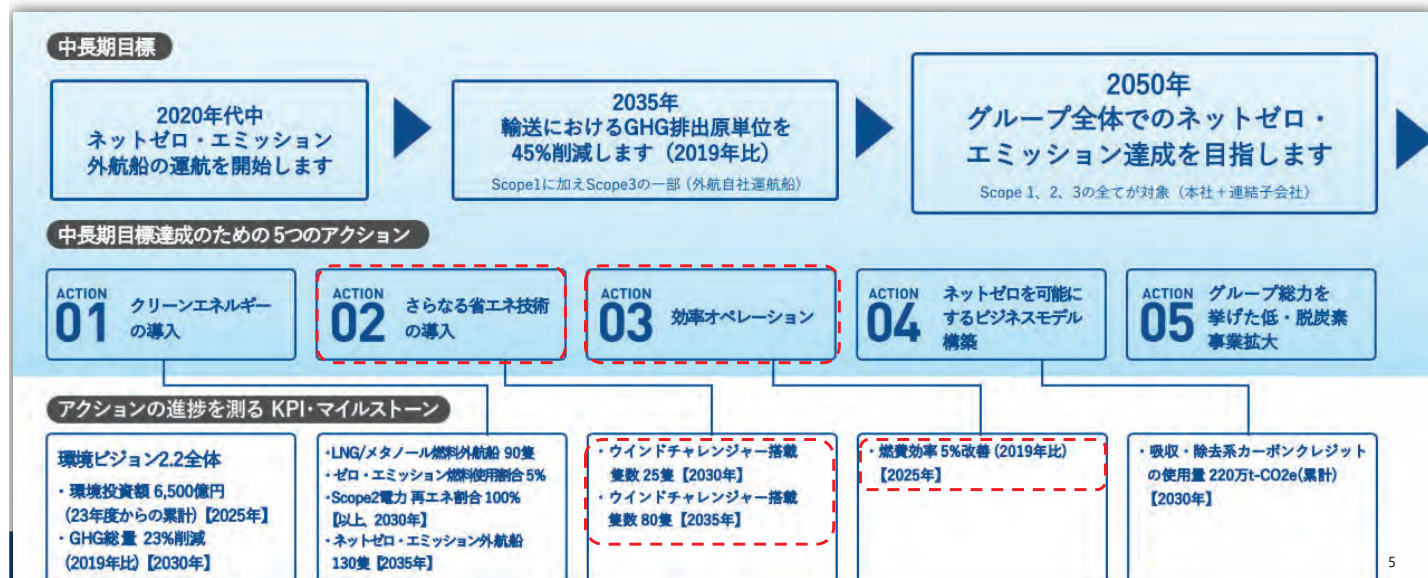 中長期目標
2020年代中
ネットゼロ・エミッション
外航船の運航を開始します
2035年
輸送におけるGHG排出原単位を
45%削減します（2019年比）
Scope1に加えScope3の一部（外航自社運航船）
2050年
グループ全体でのネットゼロ・
エミッション達成を目指します
Scope 1、2、3の全てが対象（本社＋連結子会社）
中長期目標達成のための5つのアクション
ACTION
01
クリーンエネルギー
の導入
ACTION
02
さらなる省エネ技術
の導入
ACTION
03
効率オペレーション
ACTION
04
ネットゼロを可能に
するビジネスモデル
構築
ACTION
05
グループ総力を
挙げた低・脱炭素
事業拡大
アクションの進捗を測る KPI・マイルストーン
環境ビジョン2.2全体
・環境投資額 6,500億円
（23年度からの累計）【2025年】
・GHG総量 23%削減
（2019年比）【2030年】
・LNG/メタノール燃料外航船 90隻
・ゼロ・エミッション燃料使用割合 5%
・Scope2電力 再エネ割合 100%
【以上、2030年】
・ネットゼロ・エミッション外航船
130隻【2035年】
・ウインドチャレンジャー搭載
隻数 25隻【2030年】
・ウインドチャレンジャー搭載
隻数 80隻【2035年】
・燃費効率 5%改善（2019年比）
【2025年】
・吸収・除去系カーボンクレジット
の使用量 220万t-CO2e(累計)
【2030年】
5